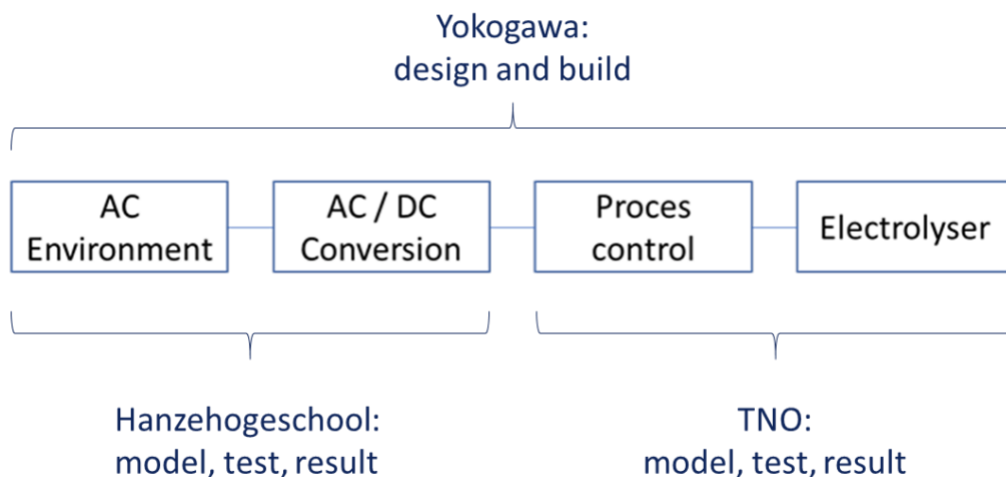 Yokogawa:
design and build
AC
Environment
AC / DC
Conversion
Proces
control
Electrolyser
Hanzehogeschool:
model, test, result
TNO:
model, test, result